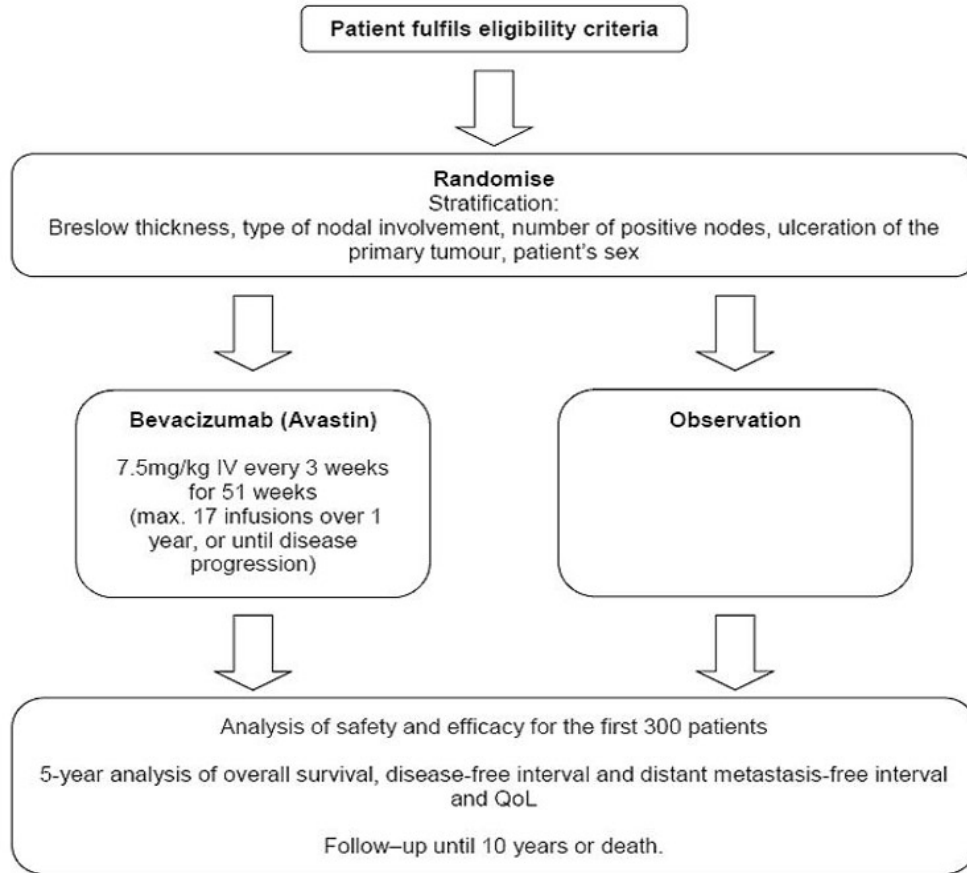 Patient fulfils eligibility criteria
Randomise
Stratification:
Breslow thickness, type of nodal involvement, number of positive nodes, ulceration of the
primary tumour, patient's sex
Bevacizumab (Avastin)
7.5mg/kg IV every 3 weeks
for 51 weeks
(max. 17 infusions over 1
year, or until disease
progression)
Observation
Analysis of safety and efficacy for the first 300 patients
5-year analysis of overall survival, disease-free interval and distant metastasis-free interval
and QoL
Follow–up until 10 years or death.